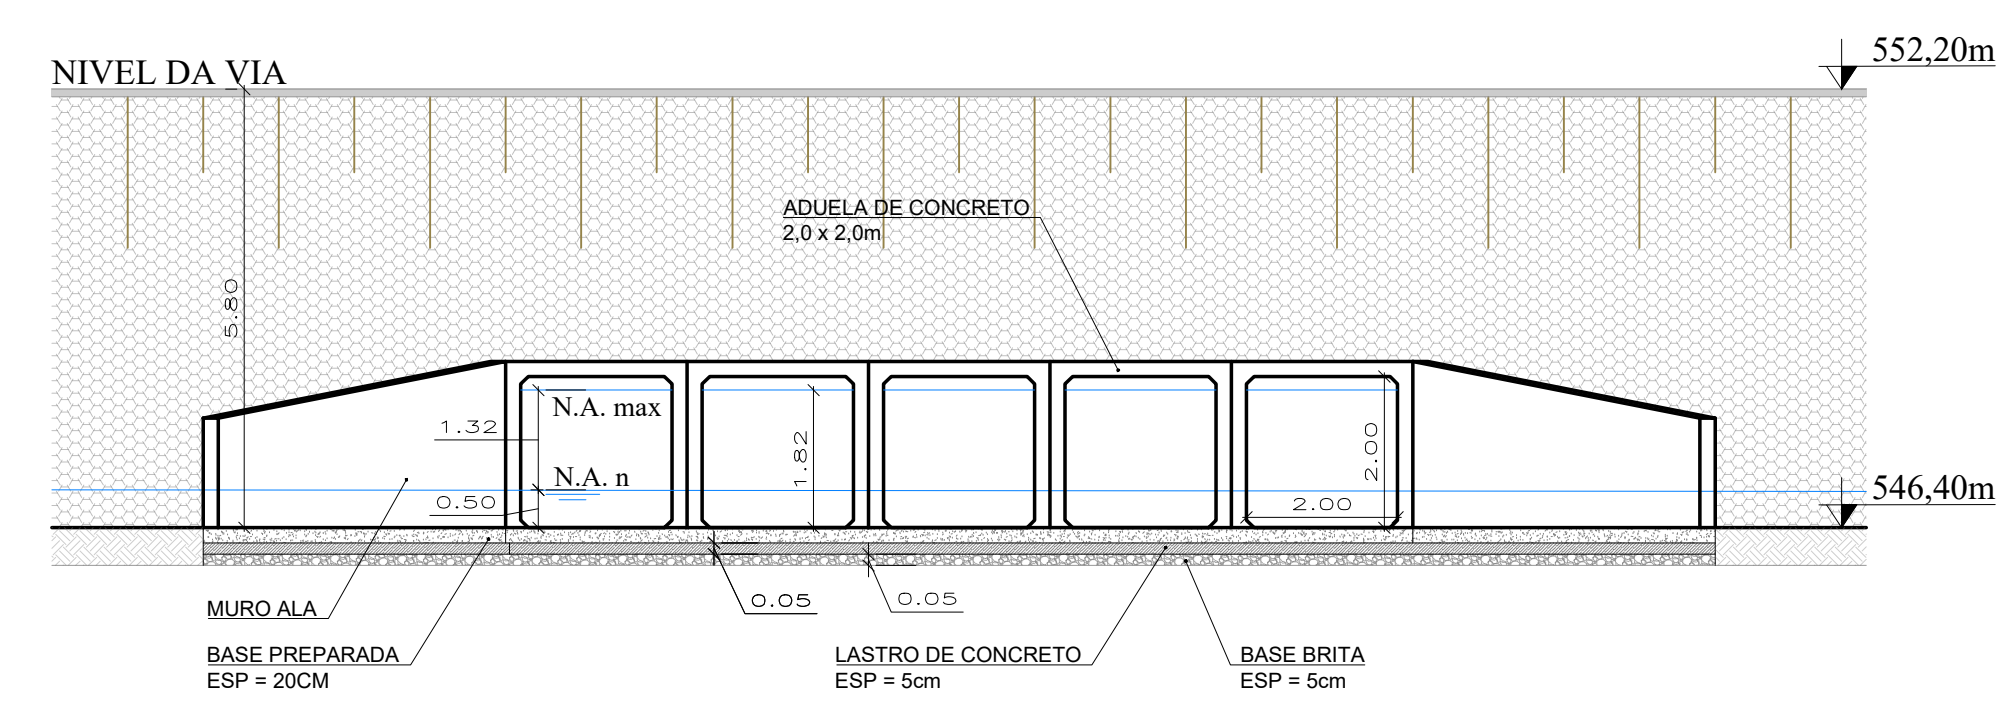 552,20m
NIVEL DA VIA
ADUELA DE CONCRETO
2,0 x 2,0m
5.80
N.A. max
1.32
1.82
2.00
N.A. n
0.50
2.00
546,40m
0.05
0.05
MURO ALA
BASE PREPARADA
ESP = 20CM
LASTRO DE CONCRETO
ESP = 5cm
BASE BRITA
ESP = 5cm